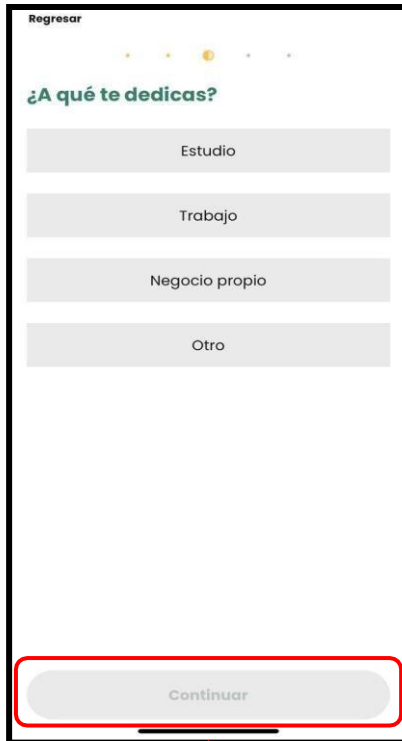 Regresar
¿A qué te dedicas?
Estudio
Trabajo
Negocio propio
Otro
Continuar